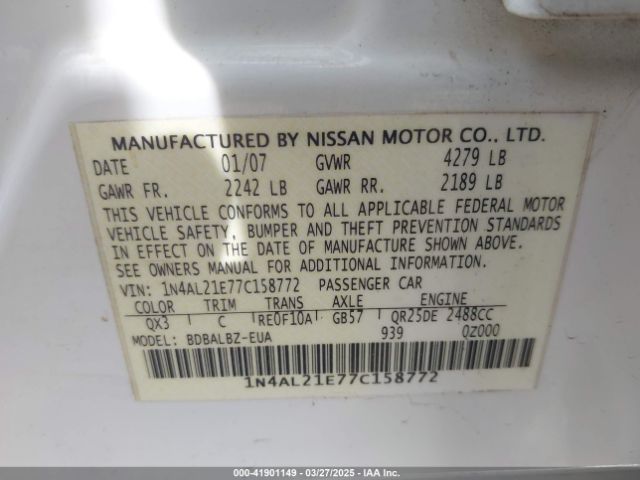 MANUFACTURED BY NISSAN MOTOR CO., LTD.
DATE 01/07 GVWR 4279 LB
GAWR FR. 2242 LB GAWR RR. 2189 LB
THIS VEHICLE CONFORMS TO ALL APPLICABLE FEDERAL MOTOR
VEHICLE SAFETY, BUMPER AND THEFT PREVENTION STANDARDS
IN EFFECT ON THE DATE OF MANUFACTURE SHOWN ABOVE.
SEE OWNERS MANUAL FOR ADDITIONAL INFORMATION.
VIN: 1N4AL21E77C158772 PASSENGER CAR
COLOR TRIM TRANS AXLE ENGINE
QX3 C RE0F10A GB57 QR25DE 2488CC
MODEL: BDBALBZ-EUA 939 QZ000
1N4AL21E77C158772
000-41901149 — 03/27/2025 — IAA Inc.